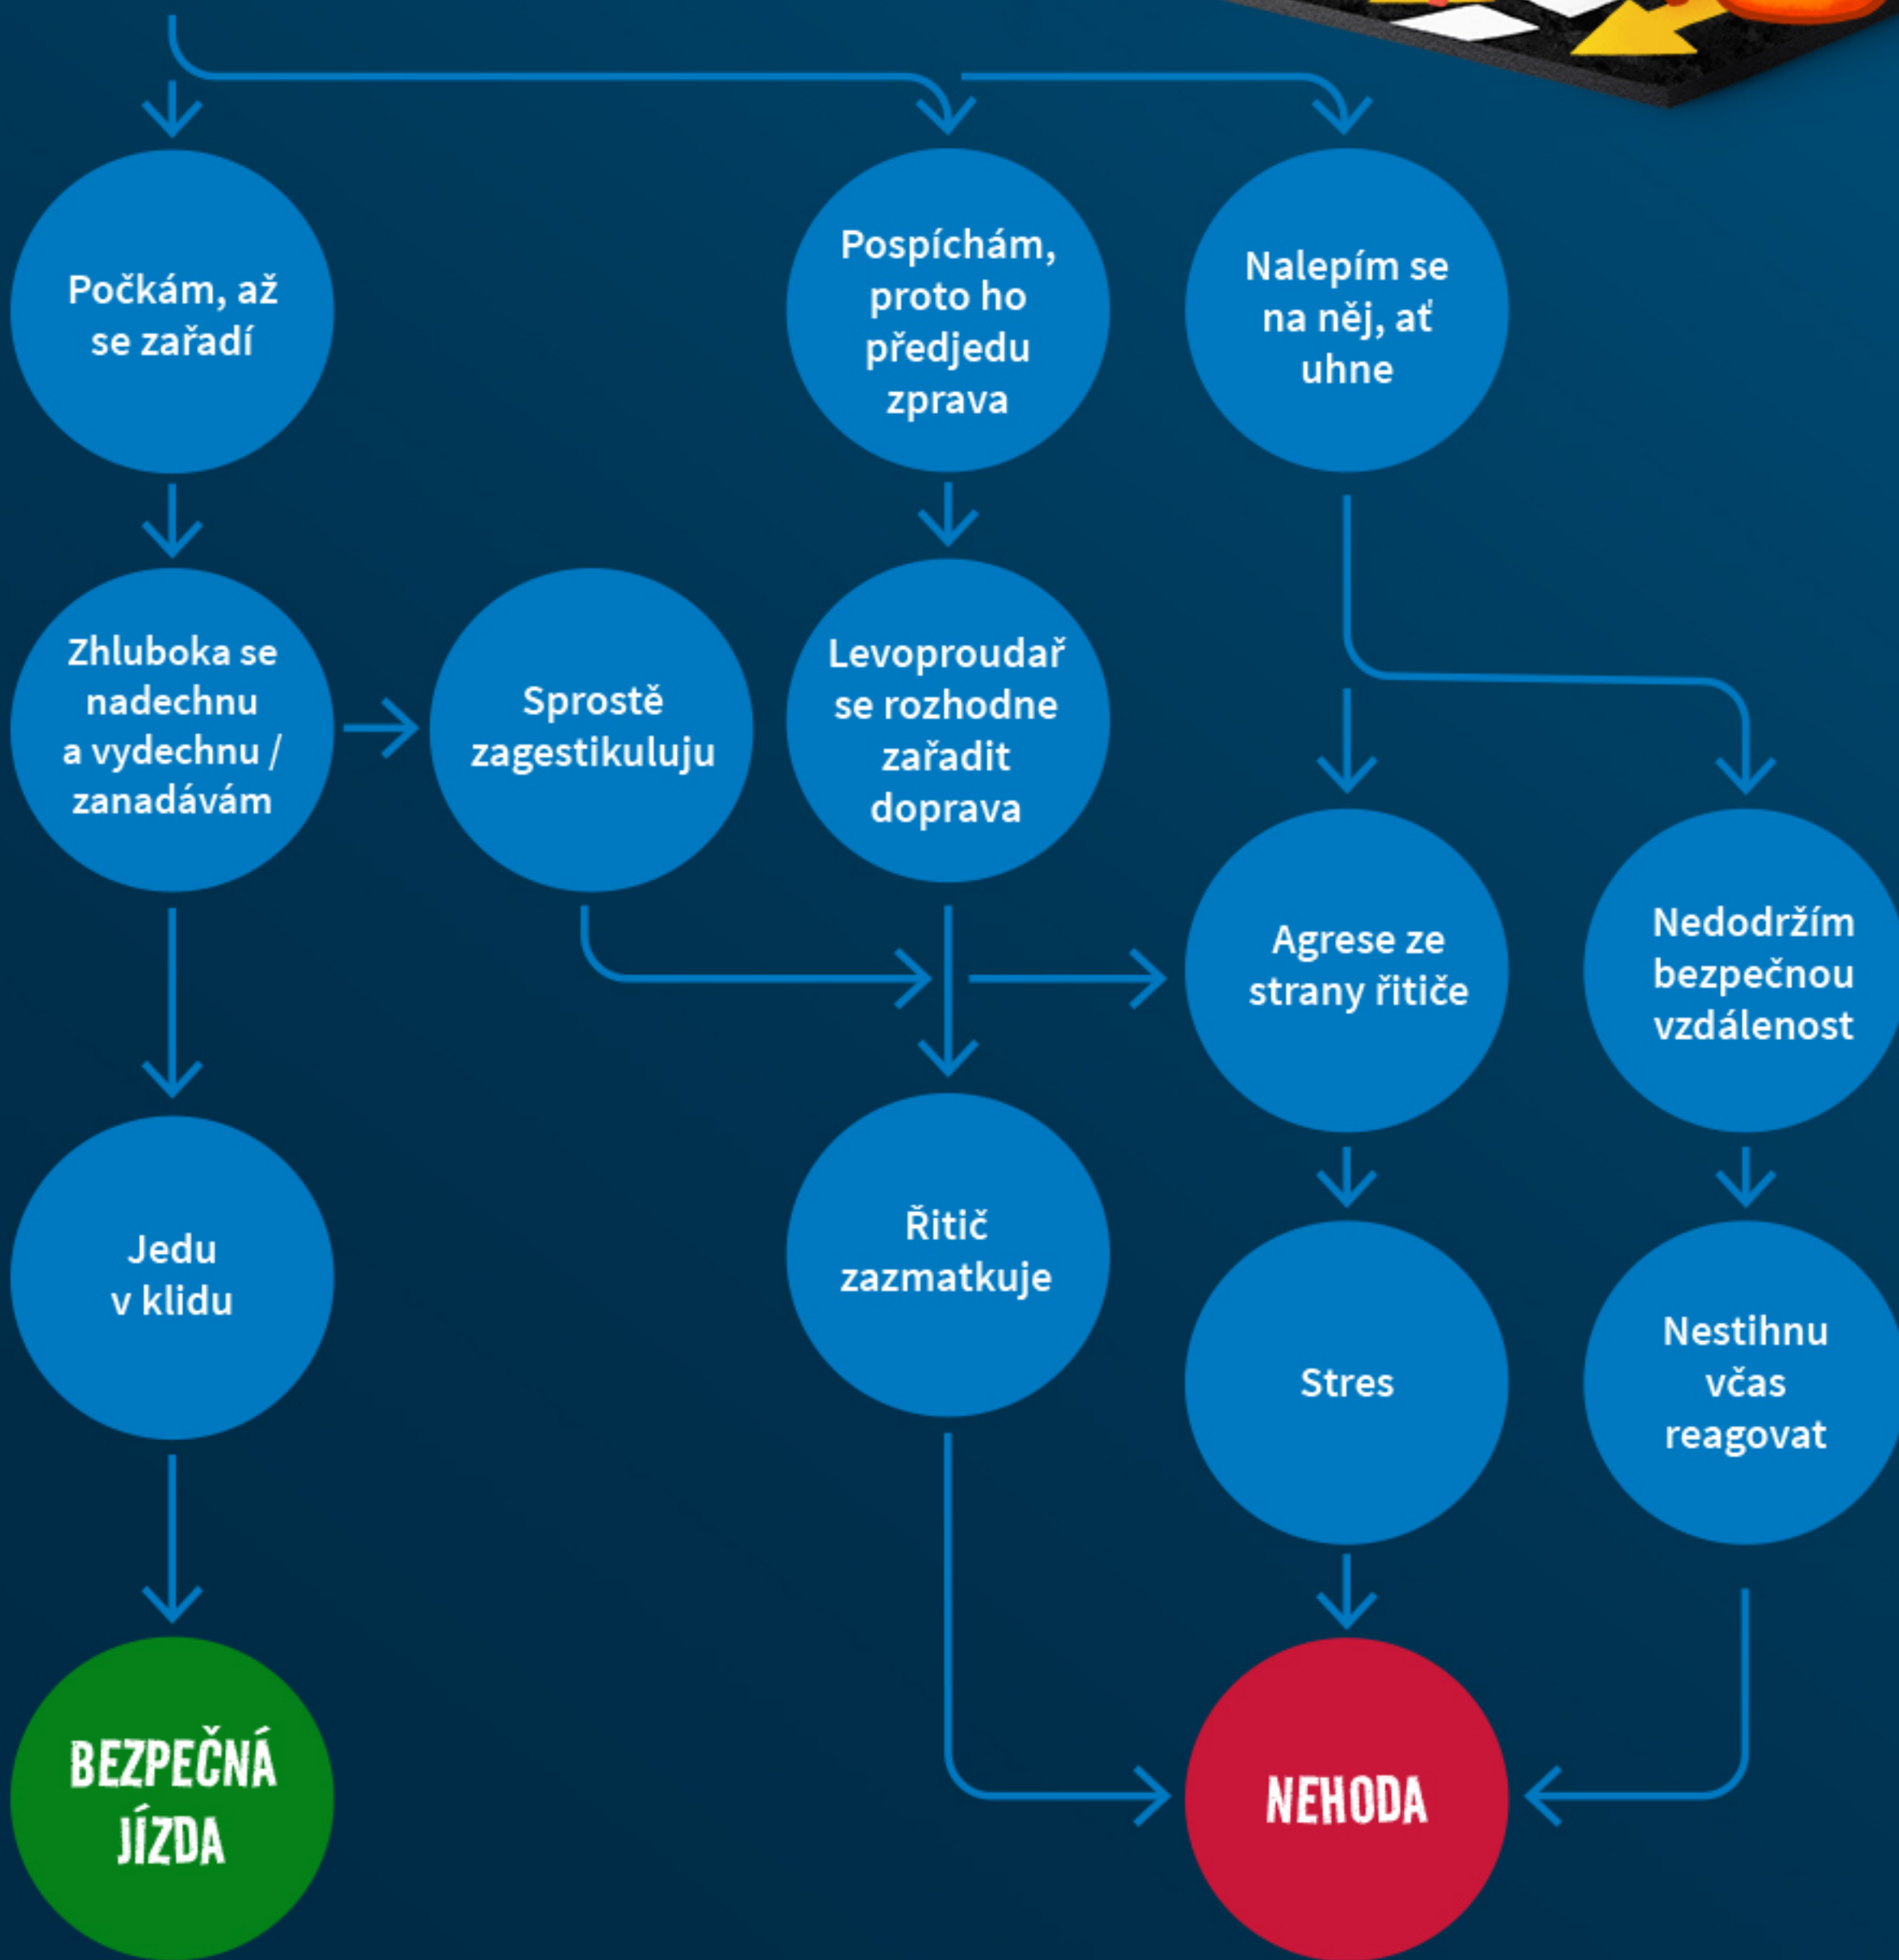 Počkám, až
se zařadí
Pospíchám,
proto ho
předjedu
zprava
Nalepím se
na něj, ať
uhne
Zhluboka se
nadechnu
a vydechnu /
zanadávám
Sprostě
zagestikuluju
Levoproudař
se rozhodne
zařadit
doprava
Agrese ze
strany řitiče
Nedodržím
bezpečnou
vzdálenost
Jedu
v klidu
Řitič
zazmatkuje
Stres
Nestihnu
včas
reagovat
BEZPEČNÁ
JÍZDA
NEHODA